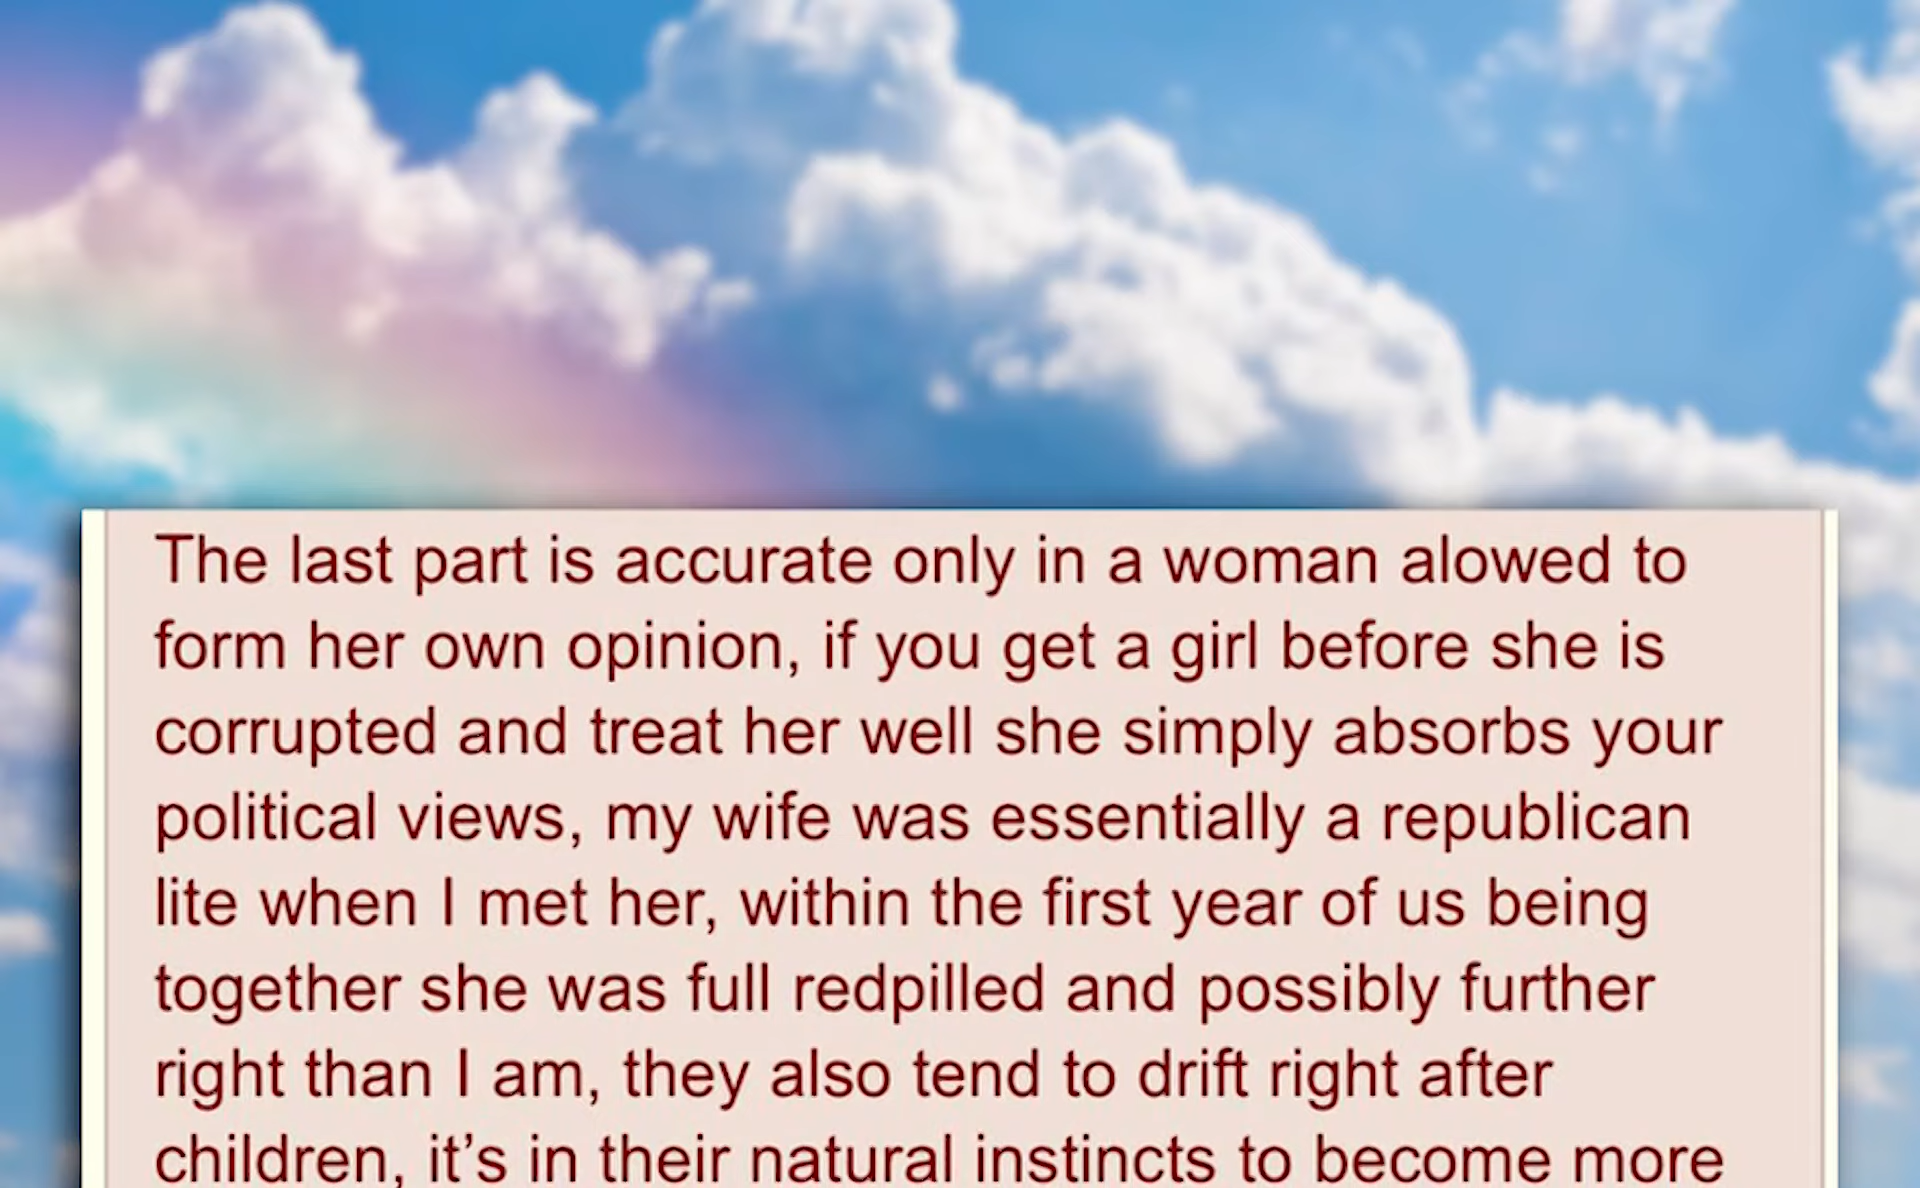 The last part is accurate only in a woman alowed to
form her own opinion, if you get a girl before she is
corrupted and treat her well she simply absorbs your
political views, my wife was essentially a republican
lite when I met her, within the first year of us being
together she was full redpilled and possibly further
right than I am, they also tend to drift right after
children, it’s in their natural instincts to become more